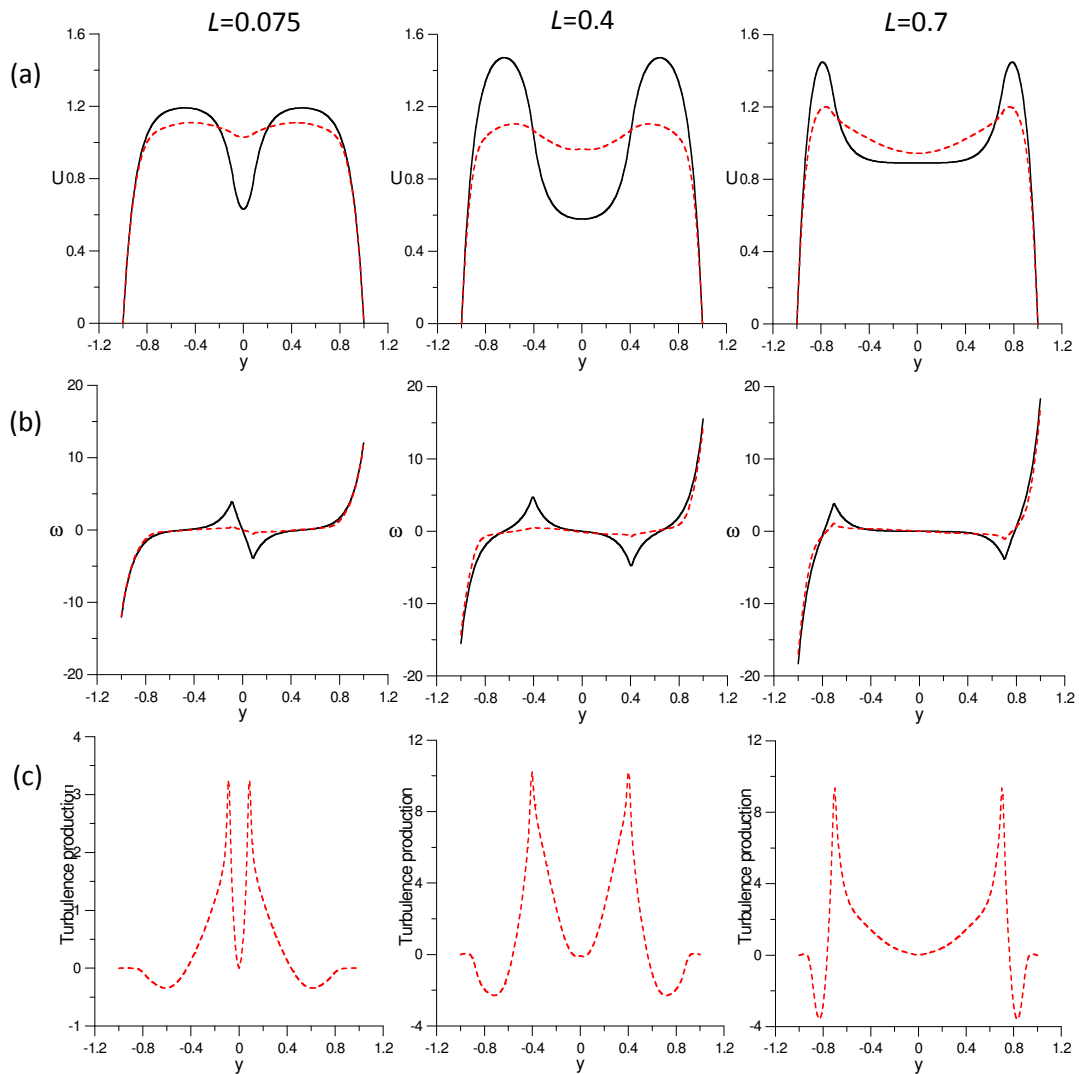 L=0.075 L=0.4 L=0.7
(a)
1.6 1.6 1.6
1.2 1.2 1.2
U0.8 U0.8 U0.8
0.4 0.4 0.4
0 0 0
-1.2 -0.8 -0.4 0 0.4 0.8 1.2 -1.2 -0.8 -0.4 0 0.4 0.8 1.2 -1.2 -0.8 -0.4 0 0.4 0.8 1.2
y y y
(b)
20 20 20
10 10 10
ω 0 ω 0 ω 0
-10 -10 -10
-20 -20 -20
-1.2 -0.8 -0.4 0 0.4 0.8 1.2 -1.2 -0.8 -0.4 0 0.4 0.8 1.2 -1.2 -0.8 -0.4 0 0.4 0.8 1.2
y y y
(c)
4 12 12
3 8 8
2 4 4
1 0 0
0 -4 -4
-1
Turbulence production Turbulence production Turbulence production
-1.2 -0.8 -0.4 0 0.4 0.8 1.2 -1.2 -0.8 -0.4 0 0.4 0.8 1.2 -1.2 -0.8 -0.4 0 0.4 0.8 1.2
y y y